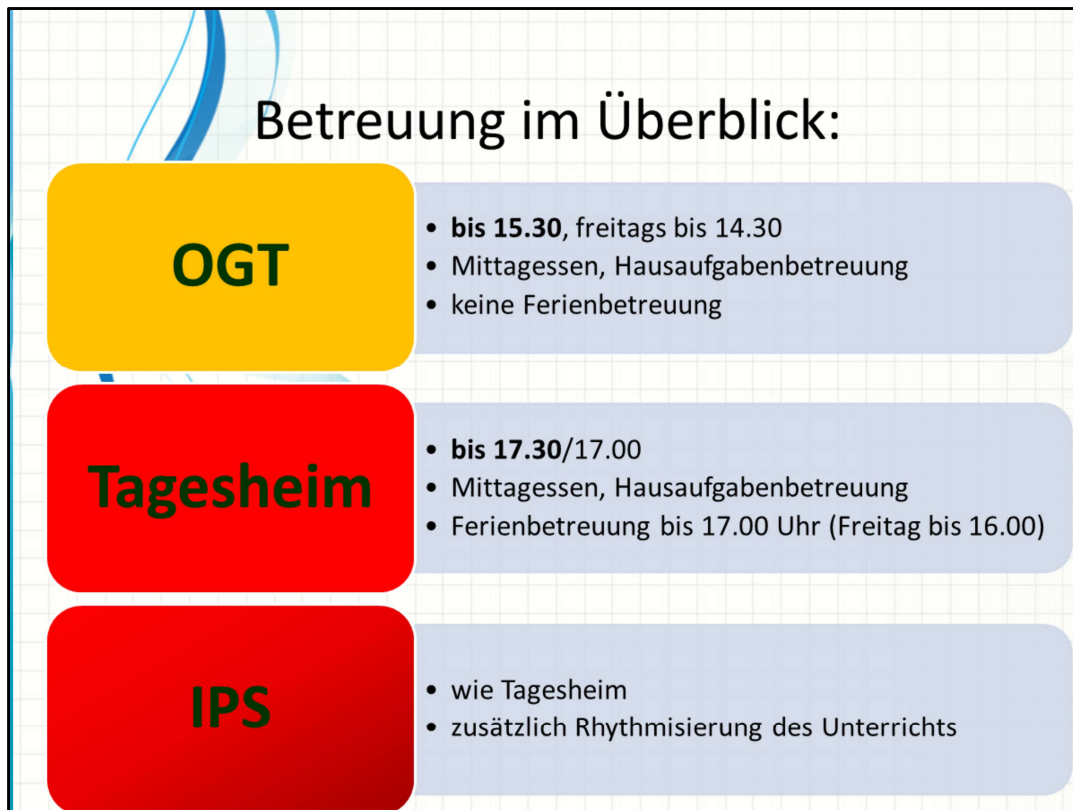 Betreuung im Überblick:
OGT
• bis 15.30, freitags bis 14.30
• Mittagessen, Hausaufgabenbetreuung
• keine Ferienbetreuung
Tagesheim
• bis 17.30/17.00
• Mittagessen, Hausaufgabenbetreuung
• Ferienbetreuung bis 17.00 Uhr (Freitag bis 16.00)
IPS
• wie Tagesheim
• zusätzlich Rhythmisierung des Unterrichts